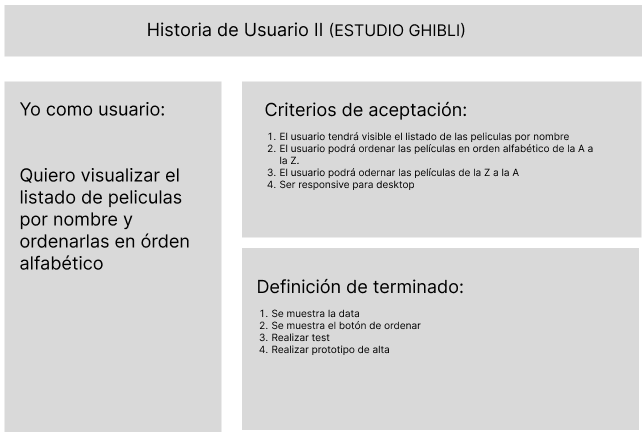 Historia de Usuario II (ESTUDIO GHIBLI)
Yo como usuario:
Quiero visualizar el
listado de peliculas
por nombre y
ordenarlas en órden
alfabético
Criterios de aceptación:
1. El usuario tendrá visible el listado de las peliculas por nombre
2. El usuario podrá ordenar las películas en orden alfabético de la A a
la Z.
3. El usuario podrá odernar las películas de la Z a la A
4. Ser responsive para desktop
Definición de terminado:
1. Se muestra la data
2. Se muestra el botón de ordenar
3. Realizar test
4. Realizar prototipo de alta